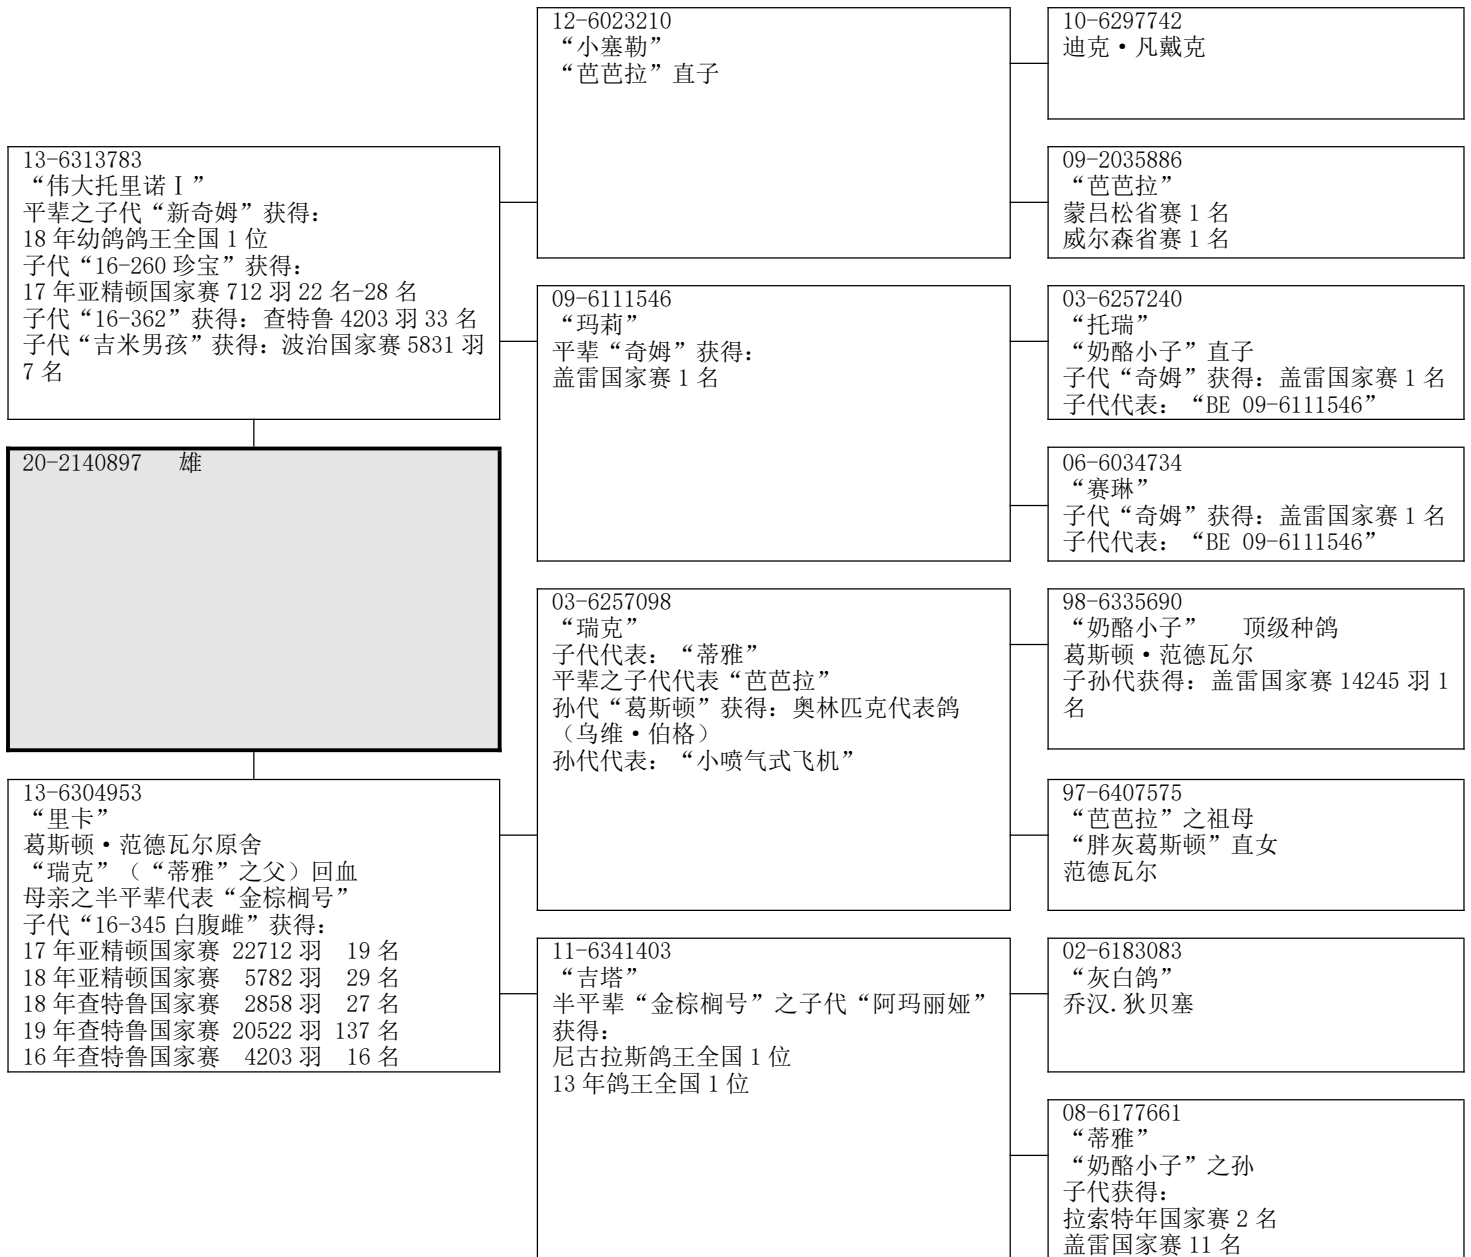 13-6313783
“伟大托里诺Ⅰ”
平辈之子代“新奇姆”获得：
18 年幼鸽鸽王全国 1 位
子代“16-260 珍宝”获得：
17 年亚精顿国家赛 712 羽 22 名-28 名
子代“16-362”获得：查特鲁 4203 羽 33 名
子代“吉米男孩”获得：波治国家赛 5831 羽
7 名
20-2140897 雄
13-6304953
“里卡”
葛斯顿•范德瓦尔原舍
“瑞克”（“蒂雅”之父）回血
母亲之半平辈代表“金棕榈号”
子代“16-345 白腹雌”获得：
17 年亚精顿国家赛 22712 羽 19 名
18 年亚精顿国家赛 5782 羽 29 名
18 年查特鲁国家赛 2858 羽 27 名
19 年查特鲁国家赛 20522 羽 137 名
16 年查特鲁国家赛 4203 羽 16 名
12-6023210
“小塞勒”
“芭芭拉”直子
09-6111546
“玛莉”
平辈“奇姆”获得：
盖雷国家赛 1 名
03-6257098
“瑞克”
子代代表：“蒂雅”
平辈之子代代表“芭芭拉”
孙代“葛斯顿”获得：奥林匹克代表鸽
（乌维•伯格）
孙代代表：“小喷气式飞机”
11-6341403
“吉塔”
半平辈“金棕榈号”之子代“阿玛丽娅”
获得：
尼古拉斯鸽王全国 1 位
13 年鸽王全国 1 位
10-6297742
迪克•凡戴克
09-2035886
“芭芭拉”
蒙吕松省赛 1 名
威尔森省赛 1 名
03-6257240
“托瑞”
“奶酪小子”直子
子代“奇姆”获得：盖雷国家赛 1 名
子代代表：“BE 09-6111546”
06-6034734
“赛琳”
子代“奇姆”获得：盖雷国家赛 1 名
子代代表：“BE 09-6111546”
98-6335690
“奶酪小子” 顶级种鸽
葛斯顿•范德瓦尔
子孙代获得：盖雷国家赛 14245 羽 1
名
97-6407575
“芭芭拉”之祖母
“胖灰葛斯顿”直女
范德瓦尔
02-6183083
“灰白鸽”
乔汉.狄贝塞
08-6177661
“蒂雅”
“奶酪小子”之孙
子代获得：
拉索特年国家赛 2 名
盖雷国家赛 11 名